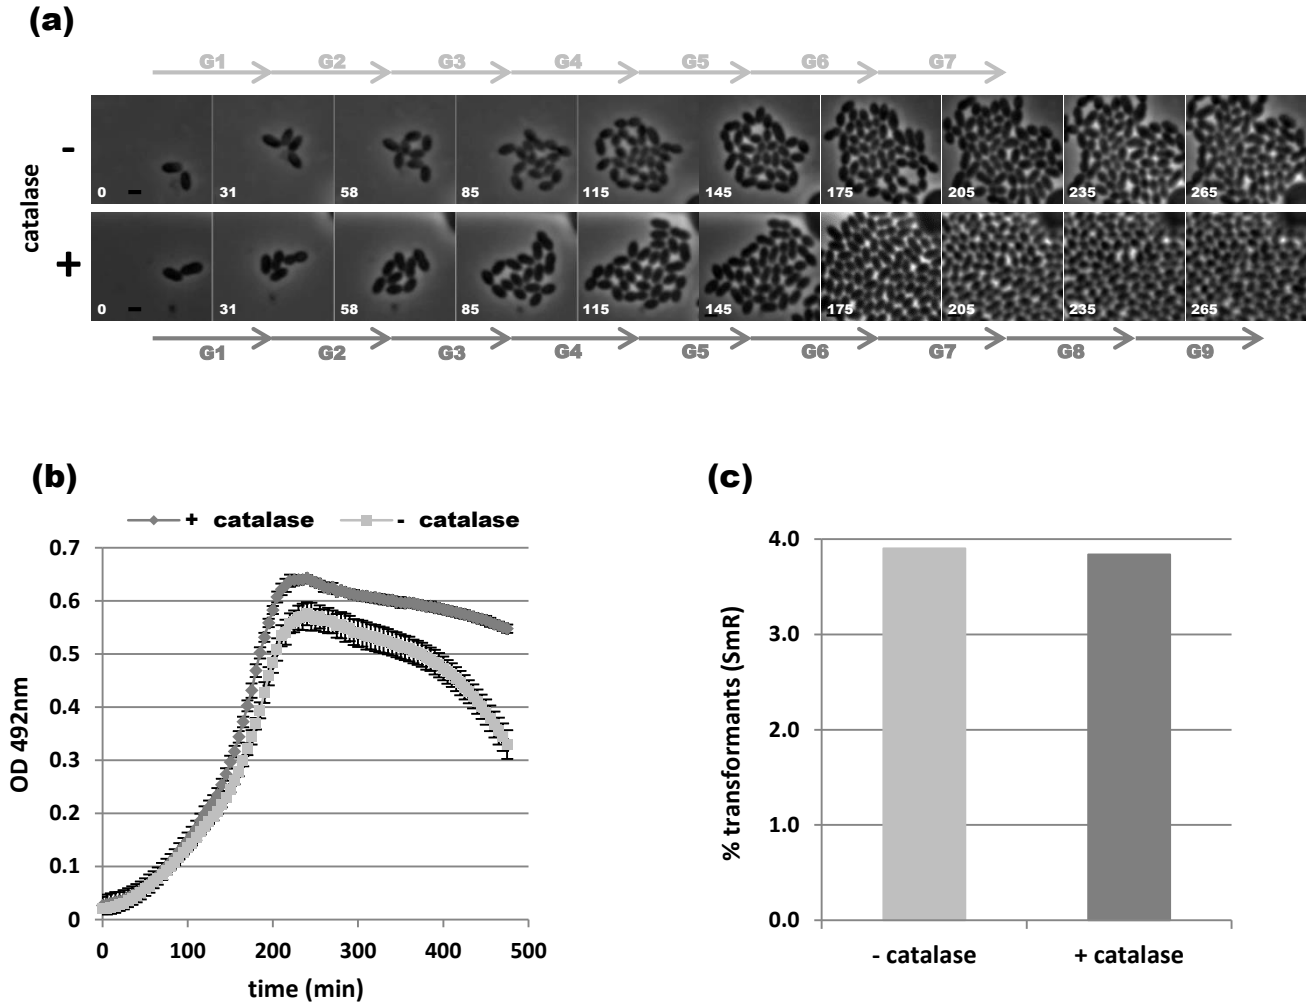 (a)
G1 G2 G3 G4 G5 G6 G7
catalase
-
0 31 58 85 115 145 175 205 235 265
+
0 31 58 85 115 145 175 205 235 265
G1 G2 G3 G4 G5 G6 G7 G8 G9
(b)
+ catalase - catalase
0.7
0.6
0.5
0.4
0.3
0.2
0.1
0
OD 492nm
0 100 200 300 400 500
time (min)
(c)
4.0
3.0
2.0
1.0
0.0
% transformants (SmR)
- catalase + catalase